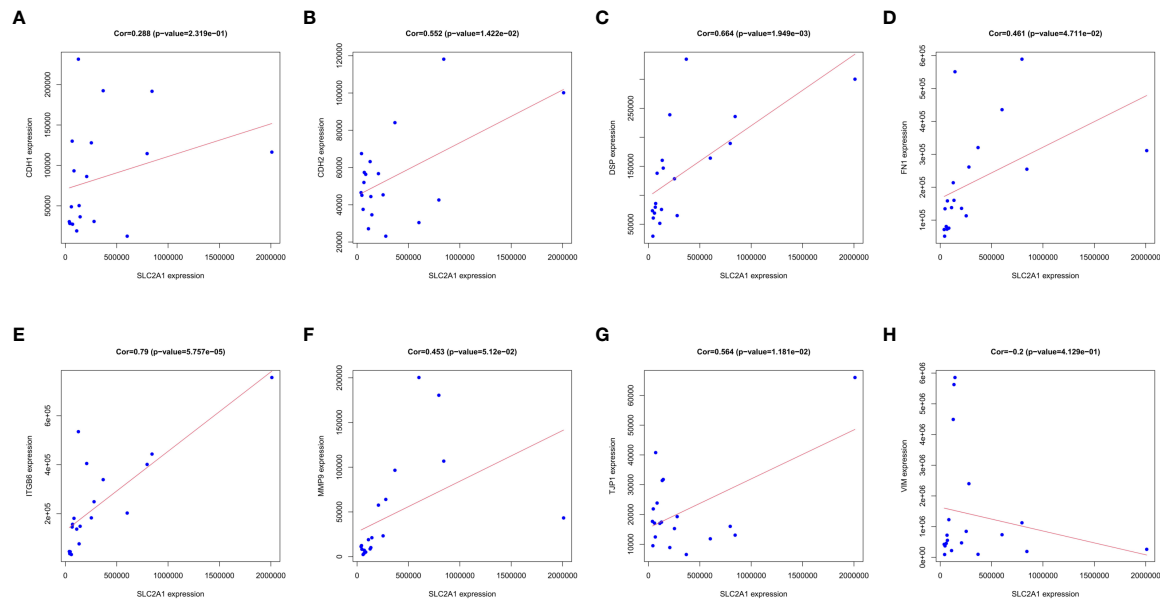 A
Cor=0.288 (p−value=2.319e−01)
CDH1 expression
50000
100000
150000
200000
0
500000
1000000
1500000
2000000
SLC2A1 expression
B
Cor=0.552 (p−value=1.422e−02)
CDH2 expression
20000
40000
60000
80000
100000
120000
0
500000
1000000
1500000
2000000
SLC2A1 expression
C
Cor=0.664 (p−value=1.949e−03)
DSP expression
50000
150000
250000
0
500000
1000000
1500000
2000000
SLC2A1 expression
D
Cor=0.461 (p−value=4.711e−02)
FN1 expression
1e+05
2e+05
3e+05
4e+05
5e+05
6e+05
0
500000
1000000
1500000
2000000
SLC2A1 expression
E
Cor=0.79 (p−value=5.757e−05)
ITGB6 expression
2e+05
4e+05
6e+05
0
500000
1000000
1500000
2000000
SLC2A1 expression
F
Cor=0.453 (p−value=5.12e−02)
MMP9 expression
0
50000
100000
150000
200000
0
500000
1000000
1500000
2000000
SLC2A1 expression
G
Cor=0.564 (p−value=1.181e−02)
TJP1 expression
10000
20000
30000
40000
50000
60000
0
500000
1000000
1500000
2000000
SLC2A1 expression
H
Cor=−0.2 (p−value=4.129e−01)
VIM expression
0e+00
1e+06
2e+06
3e+06
4e+06
5e+06
6e+06
0
500000
1000000
1500000
2000000
SLC2A1 expression